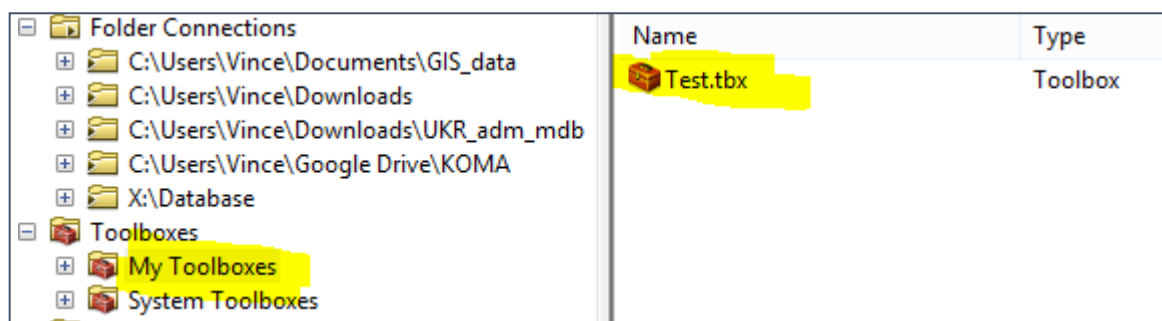 Folder Connections
C:\Users\Vince\Documents\GIS_data
C:\Users\Vince\Downloads
C:\Users\Vince\Downloads\UKR_adm_mdb
C:\Users\Vince\Google Drive\KOMA
X:\Database
Toolboxes
My Toolboxes
System Toolboxes
Name Type
Test.tbx Toolbox